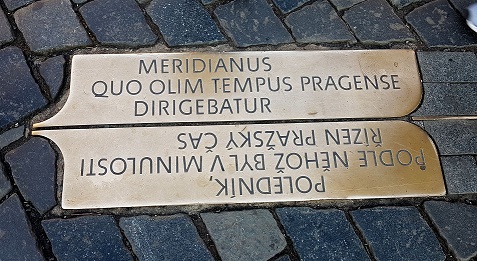 MERIDIANUS
QUO OLIM TEMPUS PRAGENSE
DIRIGEBATUR
POLEDNÍK,
PODLE NĚHOŽ BYL V MINULOSTI
ŘÍZEN PRAŽSKÝ ČAS